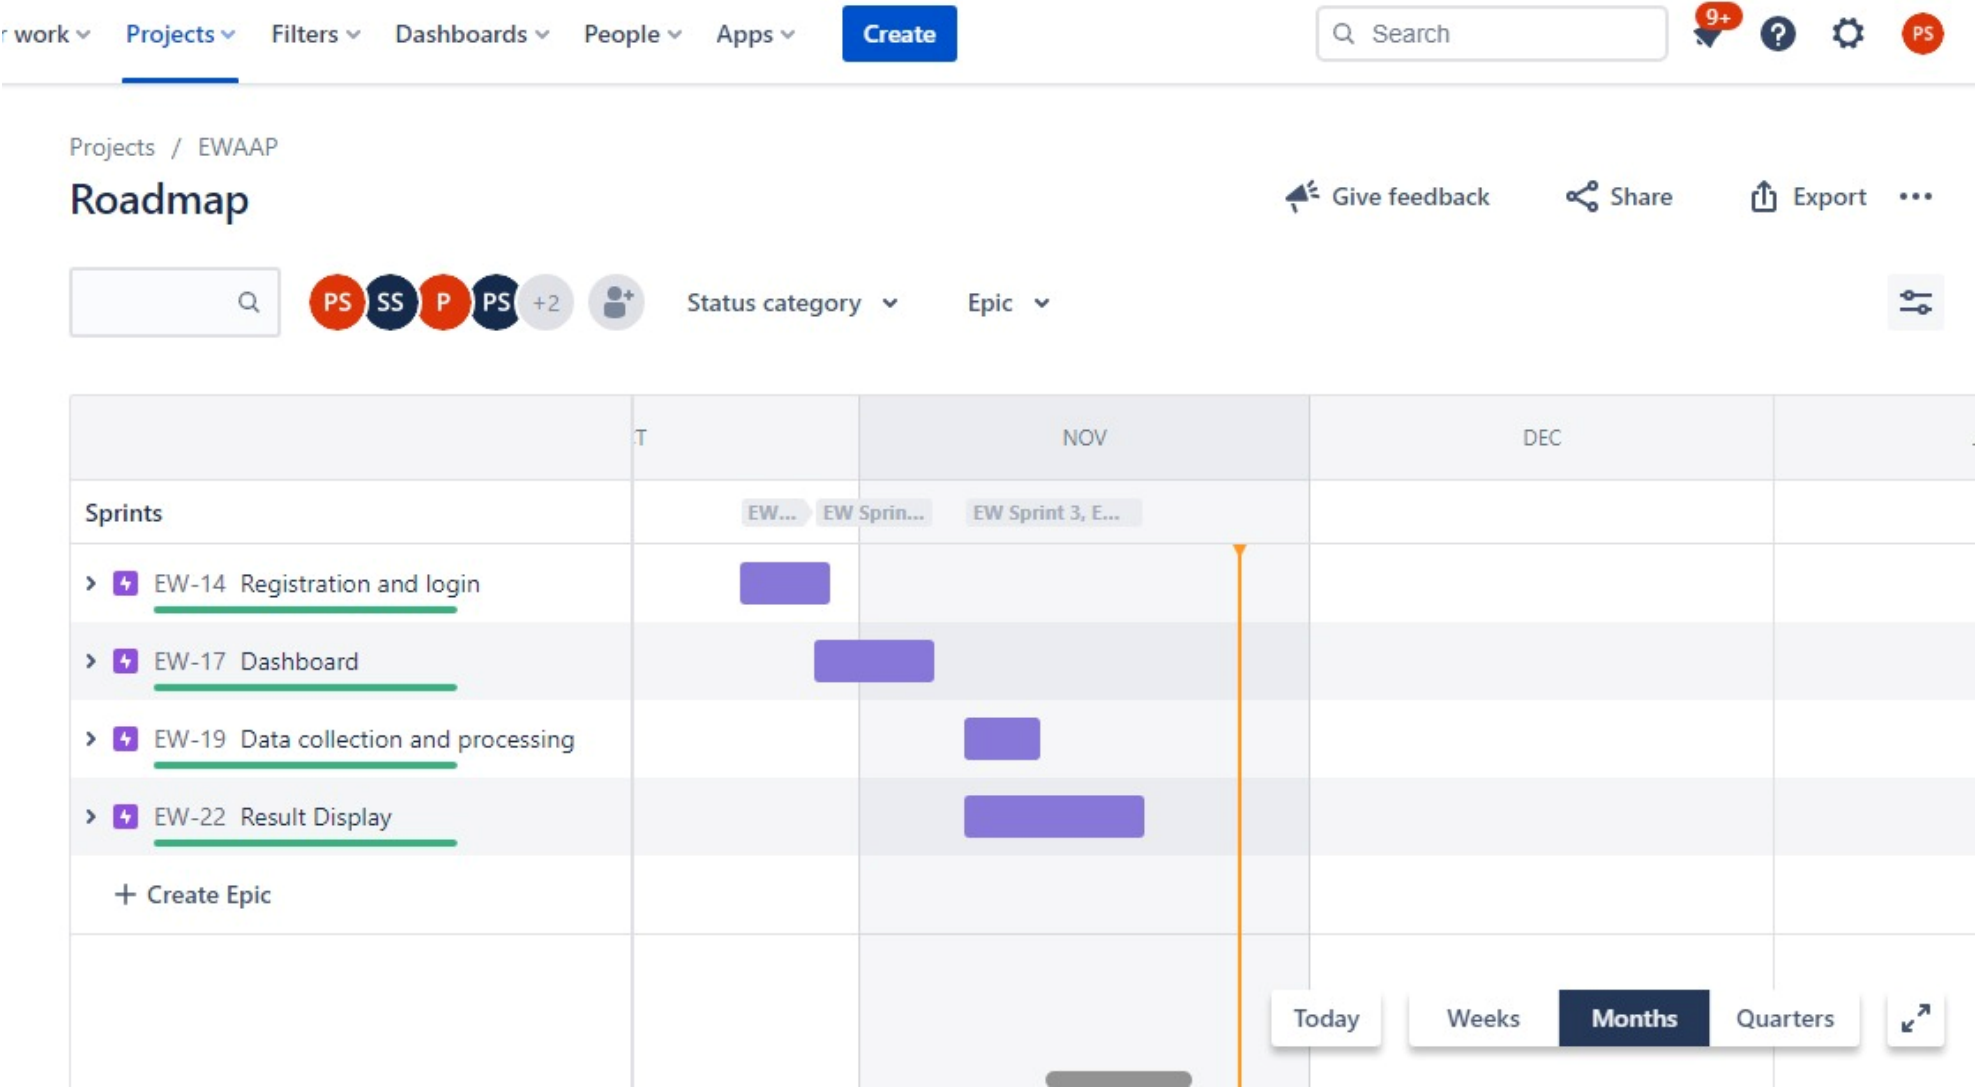 r work Projects Filters Dashboards People Apps Create Search 9+ PS
Projects / EWAAP
Roadmap
Give feedback Share Export
PS SS P PS +2 Status category Epic
T NOV DEC
Sprints EW... EW Sprin... EW Sprint 3, E...
EW-14 Registration and login
EW-17 Dashboard
EW-19 Data collection and processing
EW-22 Result Display
+ Create Epic
Today Weeks Months Quarters